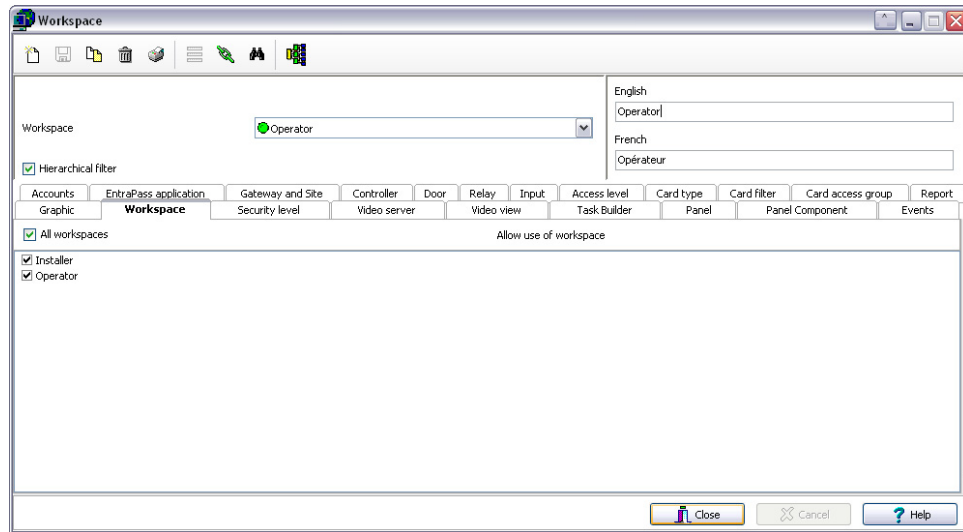 Workspace
English
Operator
Workspace
Operator
French
Opérateur
Hierarchical filter
Accounts EntraPass application Gateway and Site Controller Door Relay Input Access level Card type Card filter Card access group Report
Graphic Workspace Security level Video server Video view Task Builder Panel Panel Component Events
All workspaces Allow use of workspace
Installer
Operator
Close Cancel ? Help